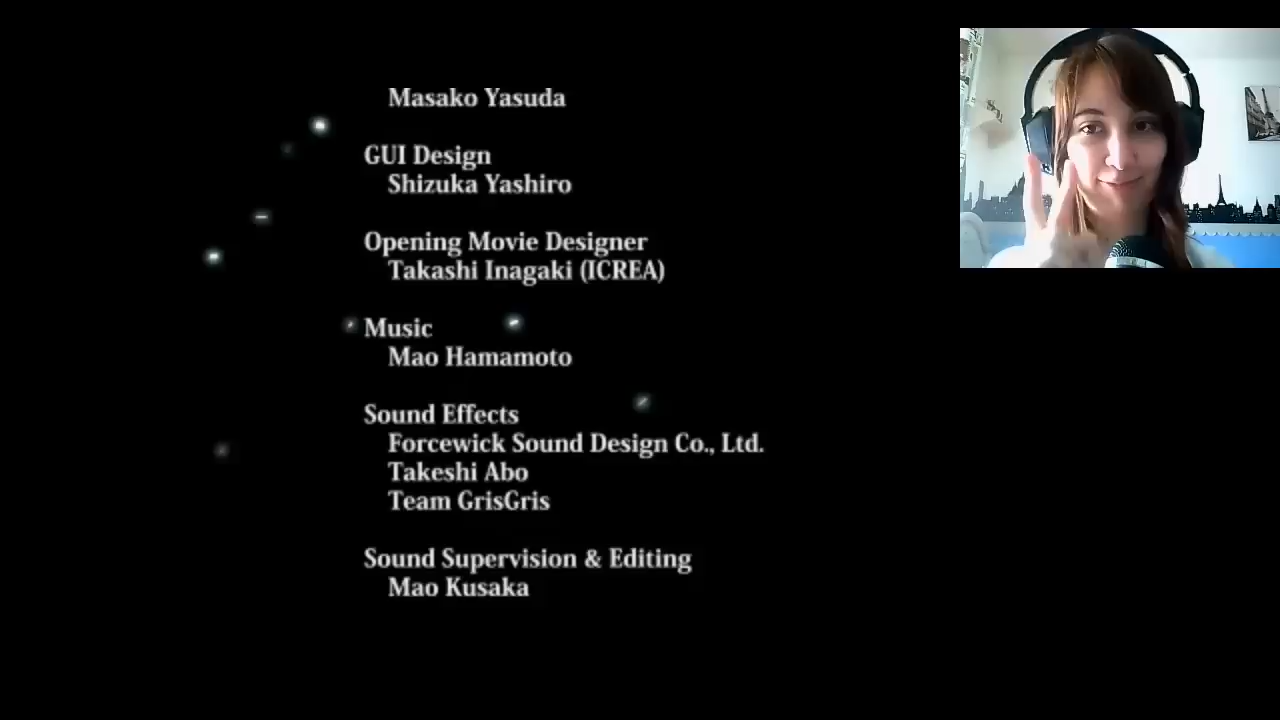 Masako Yasuda
GUI Design
Shizuka Yashiro
Opening Movie Designer
Takashi Inagaki (ICREA)
Music
Mao Hamamoto
Sound Effects
Forcewick Sound Design Co., Ltd.
Takeshi Abo
Team GrisGris
Sound Supervision & Editing
Mao Kusaka